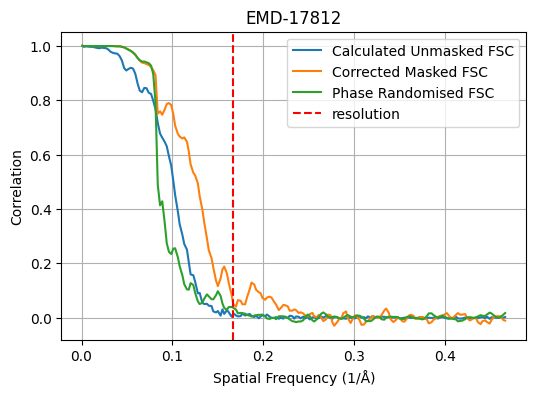 EMD-17812
Calculated Unmasked FSC
Corrected Masked FSC
Phase Randomised FSC
resolution
Correlation
1.0
0.8
0.6
0.4
0.2
0.0
0.0 0.1 0.2 0.3 0.4
Spatial Frequency (1/Å)